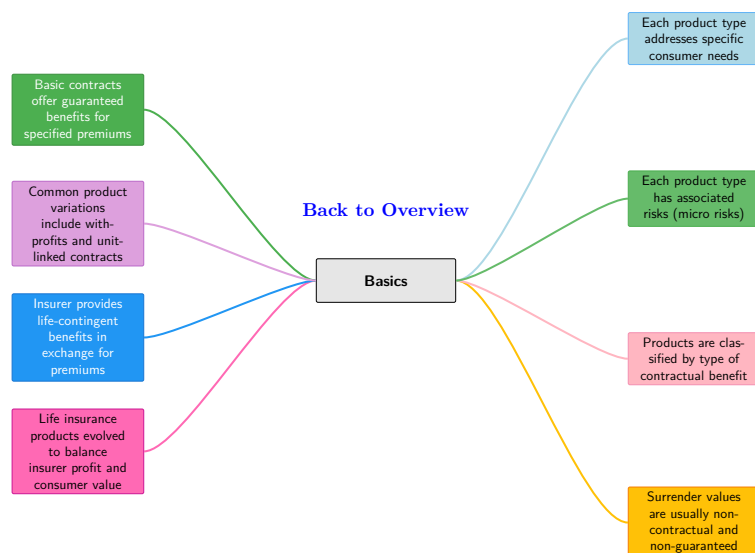 Basic contracts
offer guaranteed
benefits for
specified premiums
Common product
variations
include with-
profits and unit-
linked contracts
Insurer provides
life-contingent
benefits in
exchange for
premiums
Life insurance
products evolved
to balance
insurer profit and
consumer value
Back to Overview
Basics
Each product type
addresses specific
consumer needs
Each product type
has associated
risks (micro risks)
Products are clas-
sified by type of
contractual benefit
Surrender values
are usually non-
contractual and
non-guaranteed